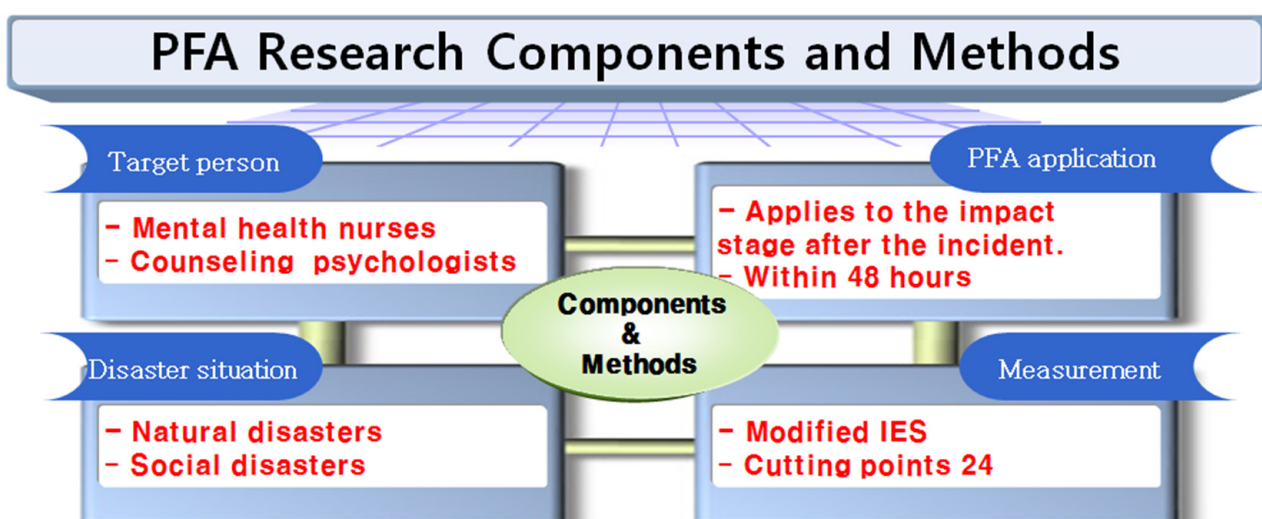 PFA Research Components and Methods
Target person
- Mental health nurses
- Counseling psychologists
PFA application
- Applies to the impact
stage after the incident.
- Within 48 hours
Components
&
Methods
Disaster situation
- Natural disasters
- Social disasters
Measurement
- Modified IES
- Cutting points 24